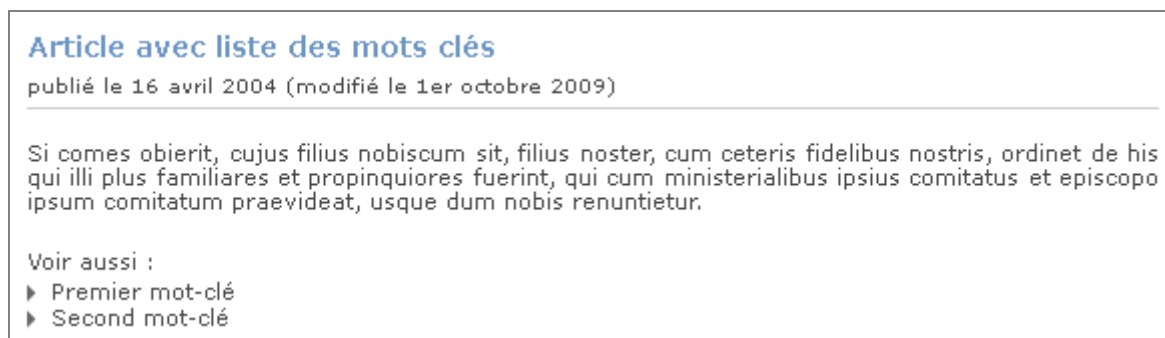 Article avec liste des mots clés
publié le 16 avril 2004 (modifié le 1er octobre 2009)
Si comes obierit, cujus filius nobiscum sit, filius noster, cum ceteris fidelibus nostris, ordinet de his
qui illi plus familiares et propinquiores fuerint, qui cum ministerialibus ipsius comitatus et episcopo
ipsum comitatum praevideat, usque dum nobis renuntietur.
Voir aussi :
Premier mot-clé
Second mot-clé